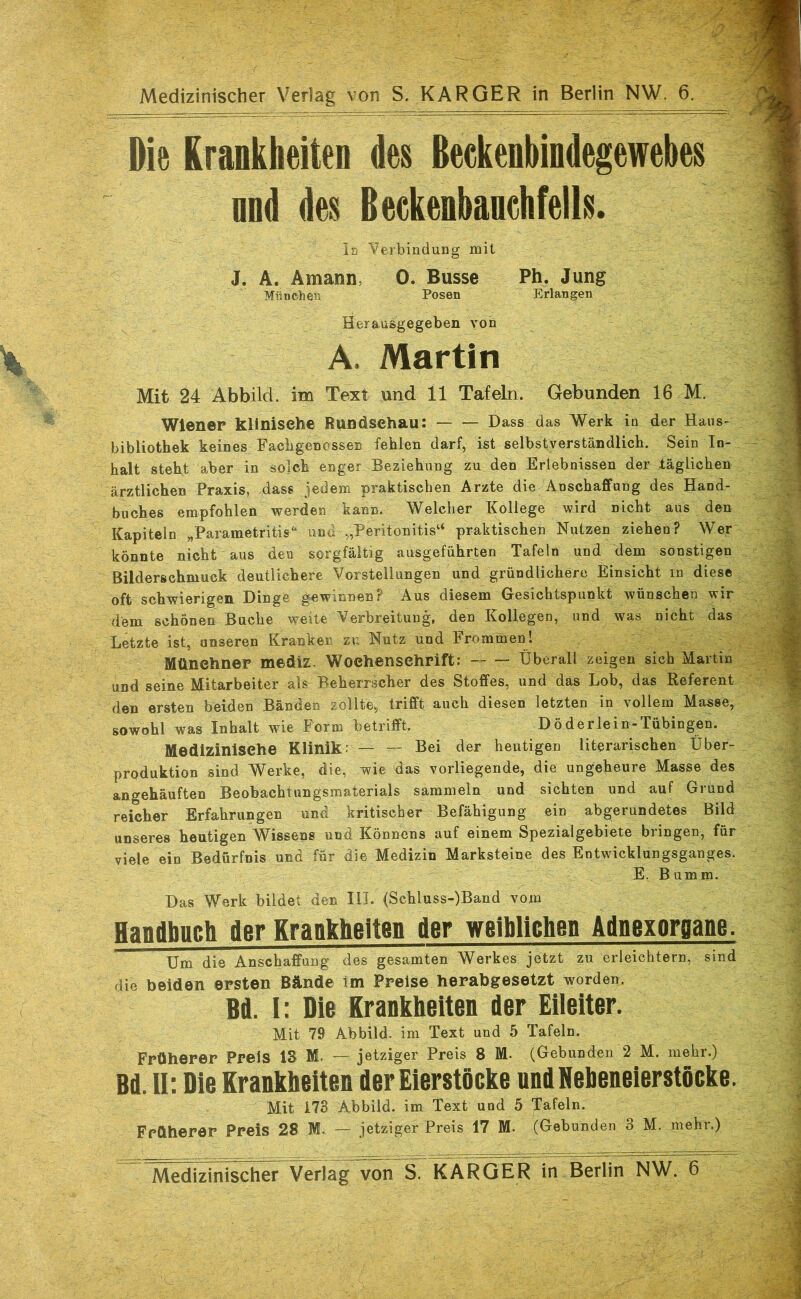 Medizinischer Verlag von S. KARGER in Berlin NW. 6.
Die Krankheiten des Beckenbindegewebes
und des Beckenbauchfells.
In Verbindung mit
J. A. Amann, O. Busse Ph. Jung
München Posen Erlangen
Herausgegeben von
A. Martin
Mit 24 Abbild. im Text und 11 Tafeln. Gebunden 16 M.
Wiener klinische Rundschau: — — Dass das Werk in der Haus-
bibliothek keines Fachgenossen fehlen darf, ist selbstverständlich. Sein In-
halt steht aber in solch enger Beziehung zu den Erlebnissen der täglichen
ärztlichen Praxis, dass jedem praktischen Arzte die Anschaffung des Hand-
buches empfohlen werden kann. Welcher Kollege wird nicht aus den
Kapiteln „Parametritis“ und „Peritonitis“ praktischen Nutzen ziehen? Wer
könnte nicht aus den sorgfältig ausgeführten Tafeln und dem sonstigen
Bilderschmuck deutlichere Vorstellungen und gründlichere Einsicht in diese
oft schwierigen Dinge gewinnen? Aus diesem Gesichtspunkt wünschen wir
dem schönen Buche weite Verbreitung, den Kollegen, und was nicht das
Letzte ist, unseren Kranken zu Nutz und Frommen!
Münchner mediz. Wochenschrift: — — Überall zeigen sich Martin
und seine Mitarbeiter als Beherrscher des Stoffes, und das Lob, das Referent
den ersten beiden Bänden zollte, trifft auch diesen letzten in vollem Masse,
sowohl was Inhalt wie Form betrifft. Döderlein-Tübingen.
Medizinische Klinik: — — Bei der heutigen literarischen Über-
produktion sind Werke, die, wie das vorliegende, die ungeheure Masse des
angehäuften Beobachtungsmaterials sammeln und sichten und auf Grund
reicher Erfahrungen und kritischer Befähigung ein abgerundetes Bild
unseres heutigen Wissens und Könnens auf einem Spezialgebiete bringen, für
viele ein Bedürfnis und für die Medizin Marksteine des Entwicklungsganges.
E. Bumm.
Das Werk bildet den III. (Schluss-)Band vom
Handbuch der Krankheiten der weiblichen Adnexorgane.
Um die Anschaffung des gesamten Werkes jetzt zu erleichtern, sind
die beiden ersten Bände im Preise herabgesetzt worden.
Bd. I: Die Krankheiten der Eileiter.
Mit 79 Abbild. im Text und 5 Tafeln.
Früherer Preis 13 M. — jetziger Preis 8 M. (Gebunden 2 M. mehr.)
Bd. II: Die Krankheiten der Eierstöcke und Nebeneierstöcke.
Mit 173 Abbild. im Text und 5 Tafeln.
Früherer Preis 28 M. — jetziger Preis 17 M. (Gebunden 3 M. mehr.)
Medizinischer Verlag von S. KARGER in Berlin NW. 6